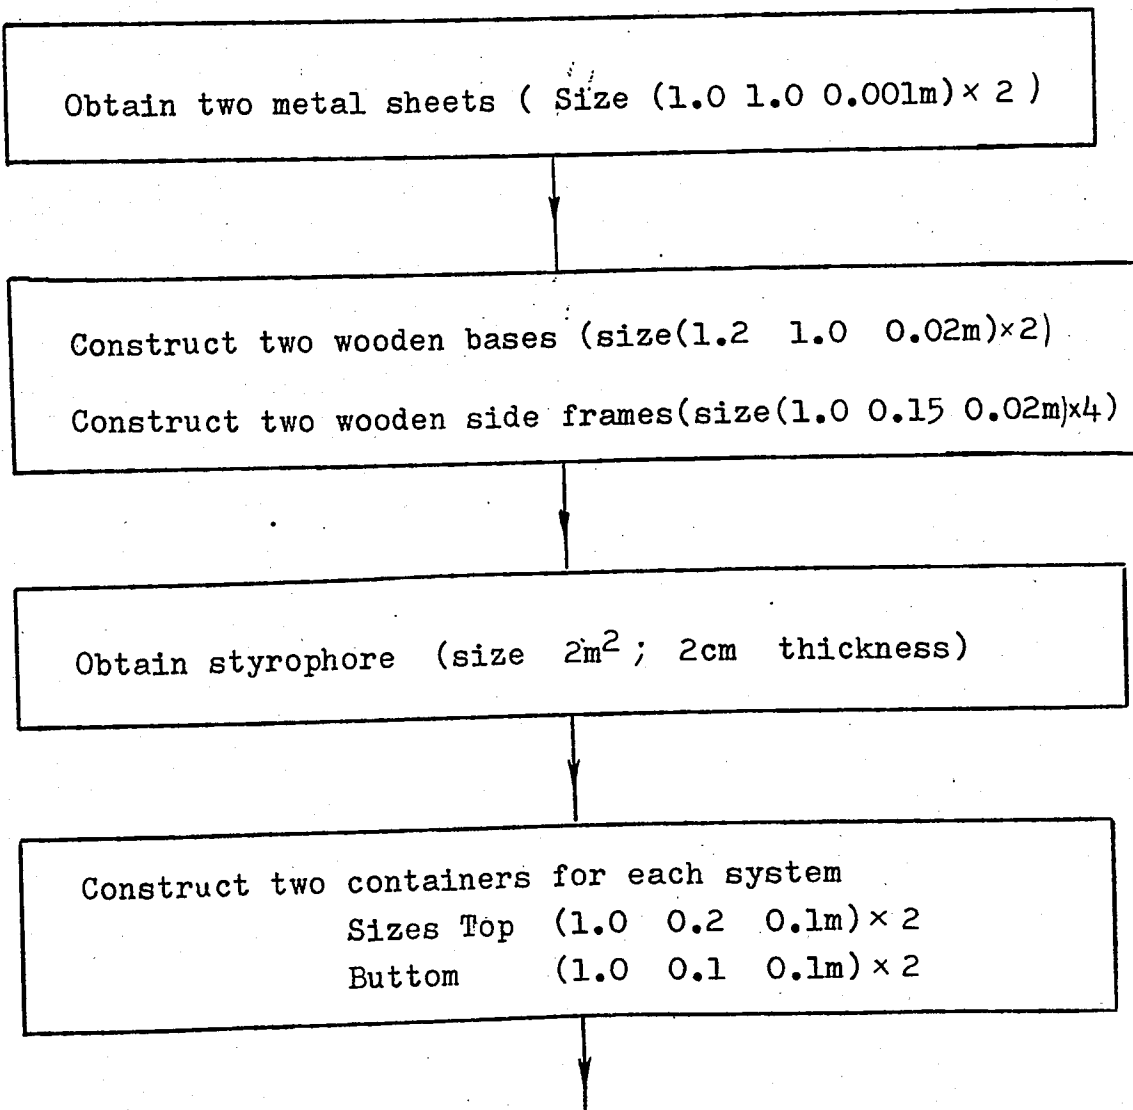 Obtain two metal sheets ( Size (1.0 1.0 0.001m)× 2 )
Construct two wooden bases (size(1.2 1.0 0.02m)×2)
Construct two wooden side frames(size(1.0 0.15 0.02m)×4)
Obtain styrophore (size 2m² ; 2cm thickness)
Construct two containers for each system
Sizes Top (1.0 0.2 0.1m)× 2
Buttom (1.0 0.1 0.1m)× 2